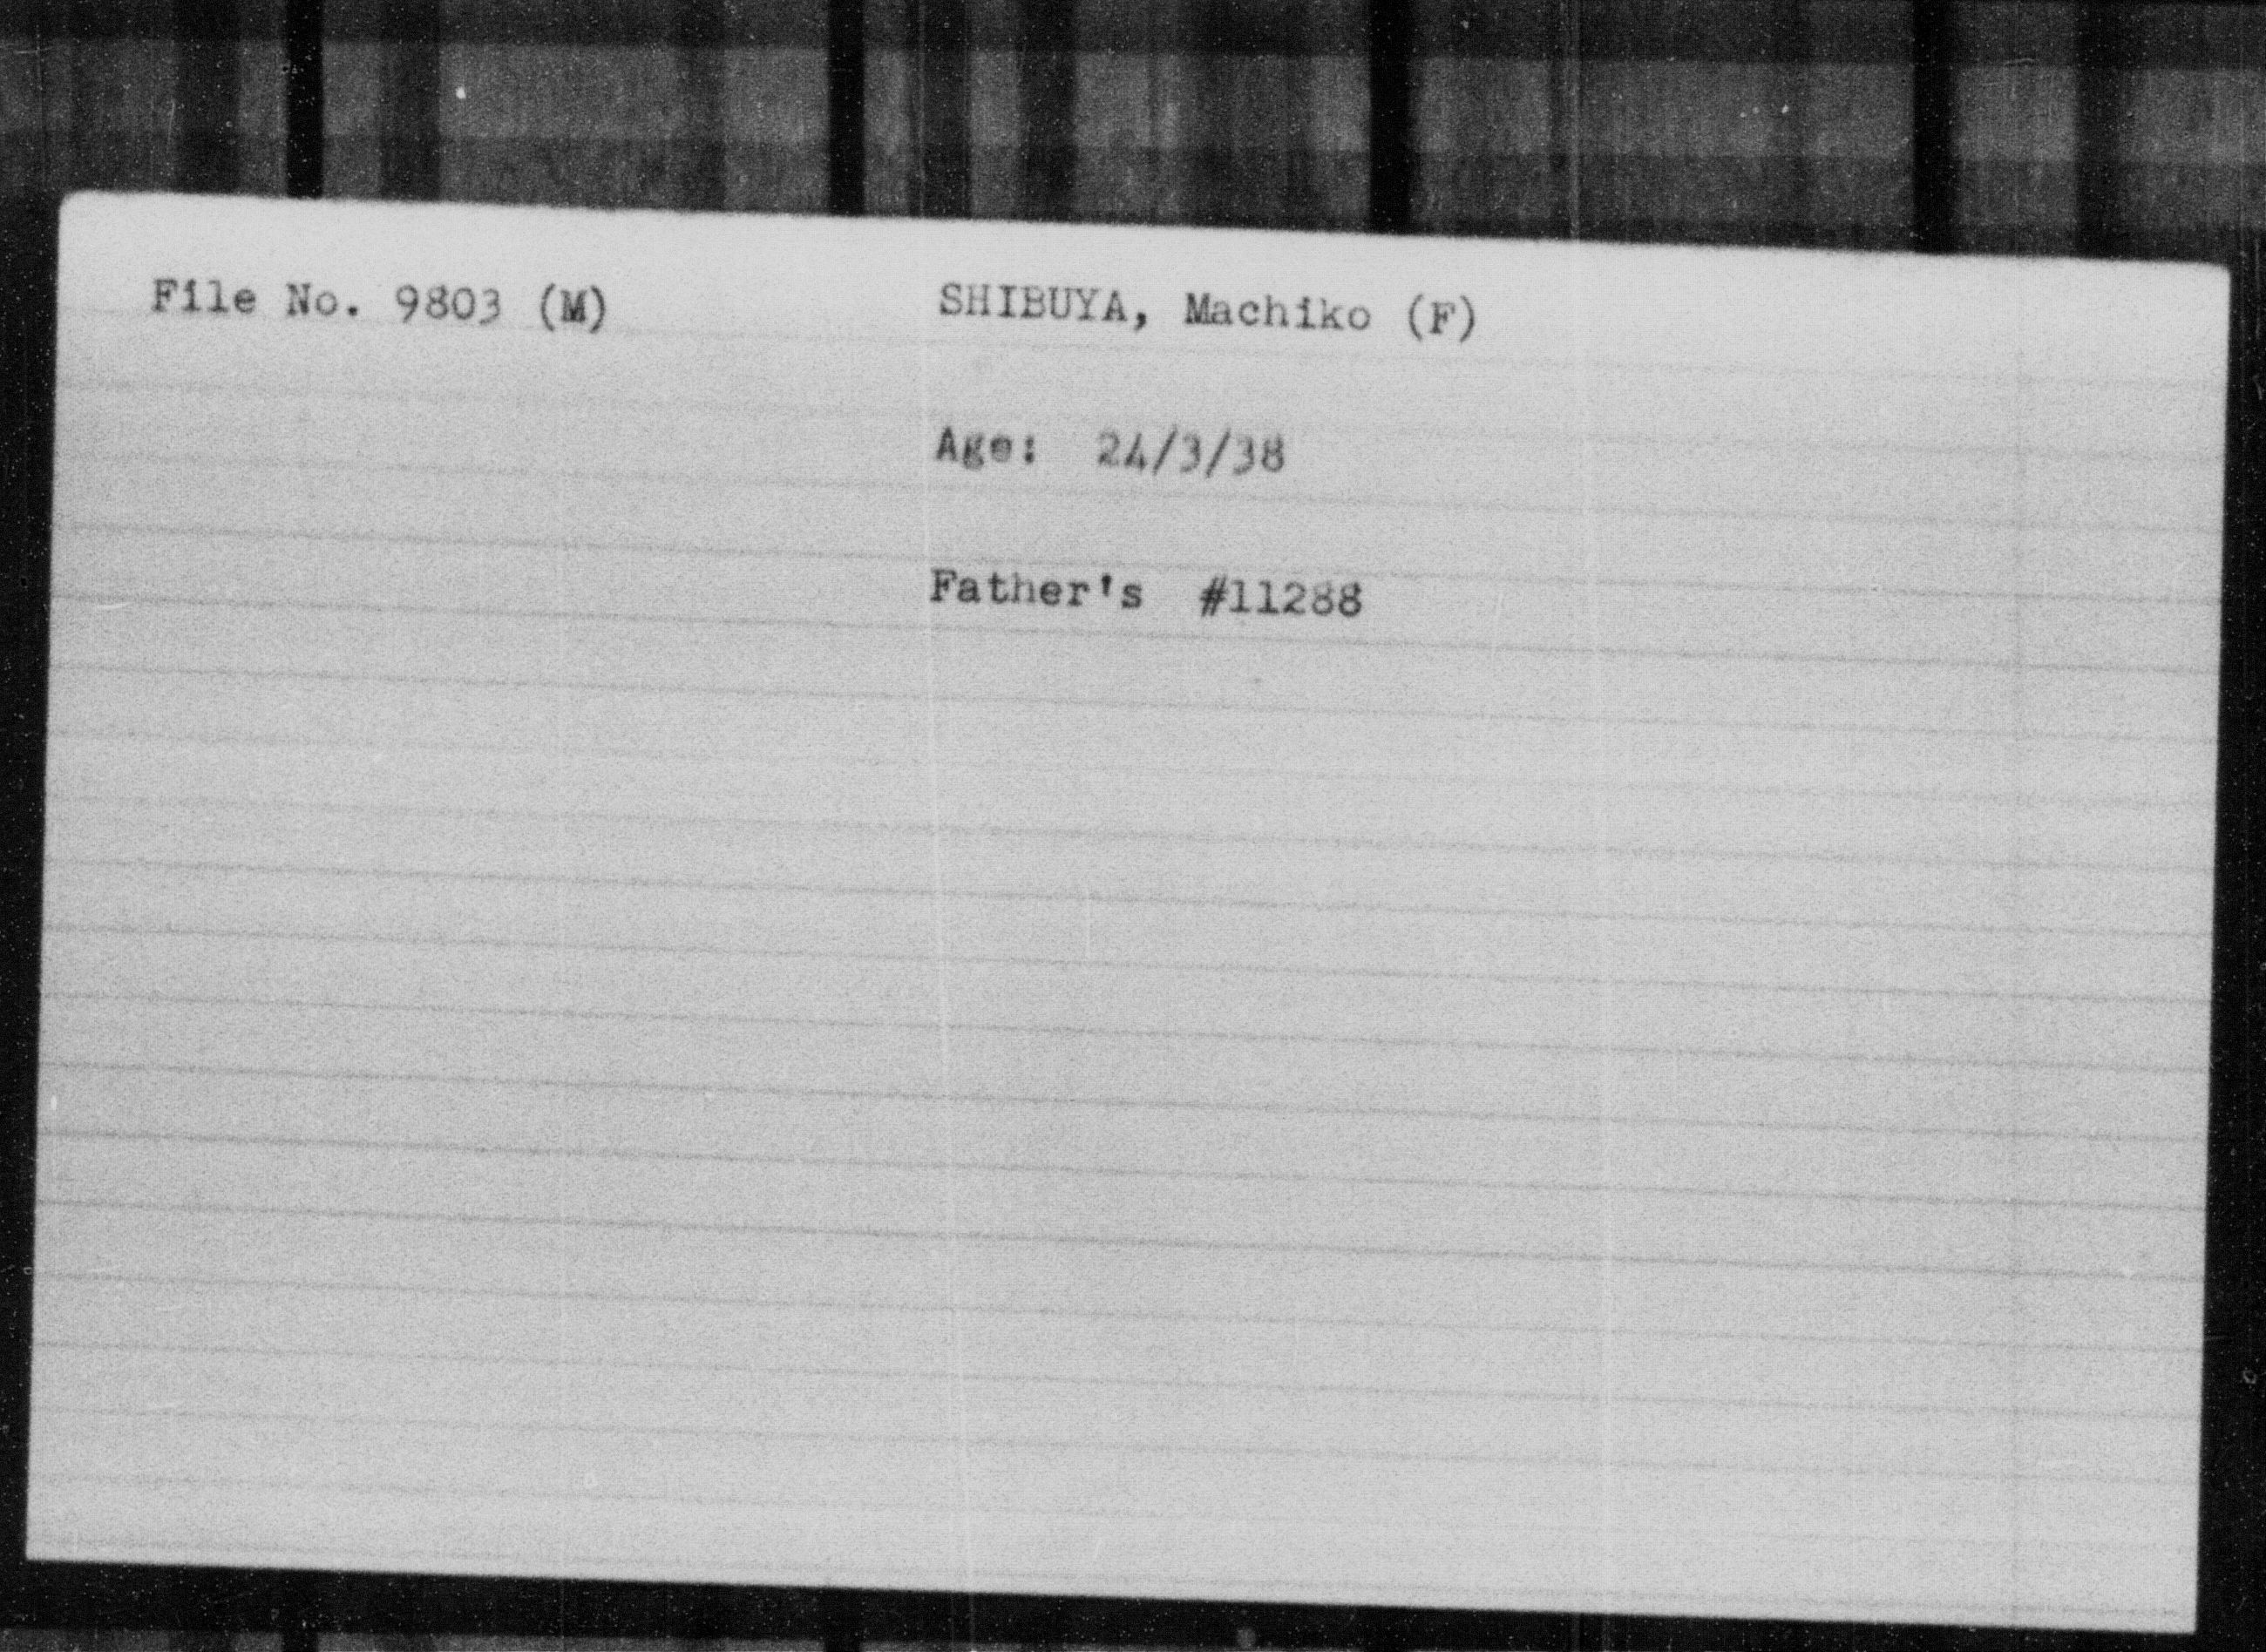 File No. 9803 (M) SHIBUYA, Machiko (F)
Age: 24/3/38
Father's #11288